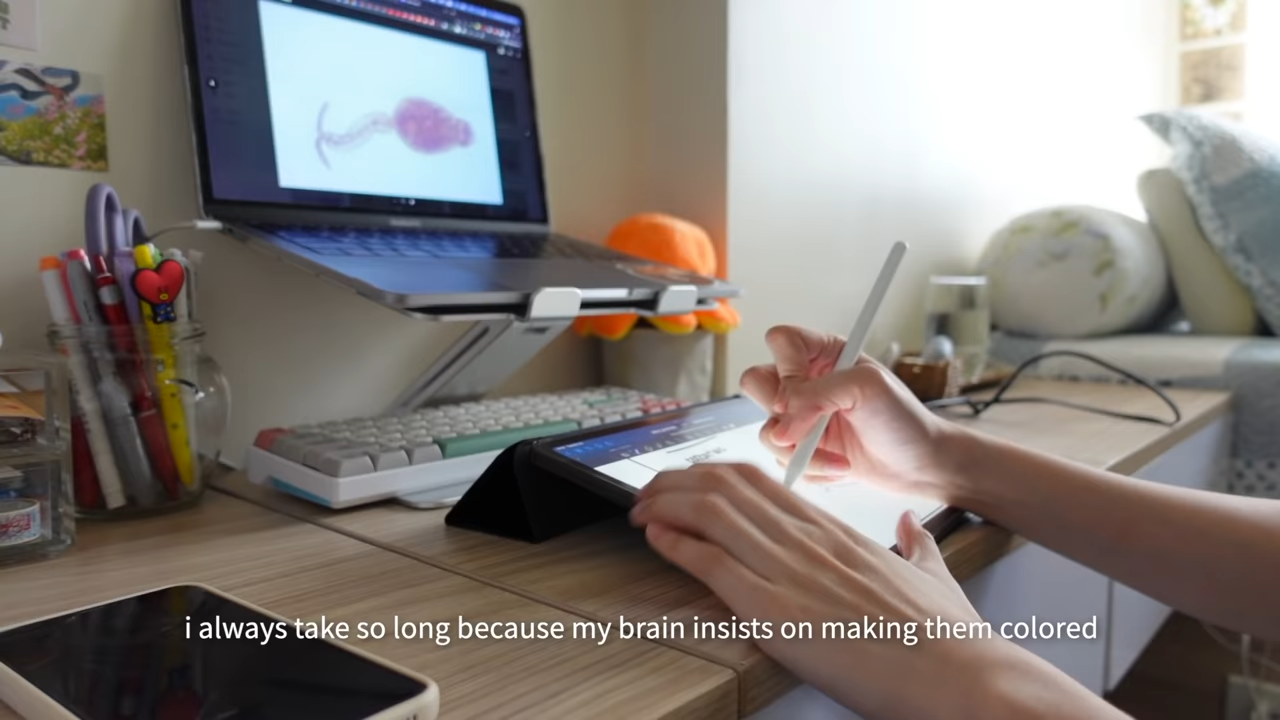 i always take so long because my brain insists on making them colored